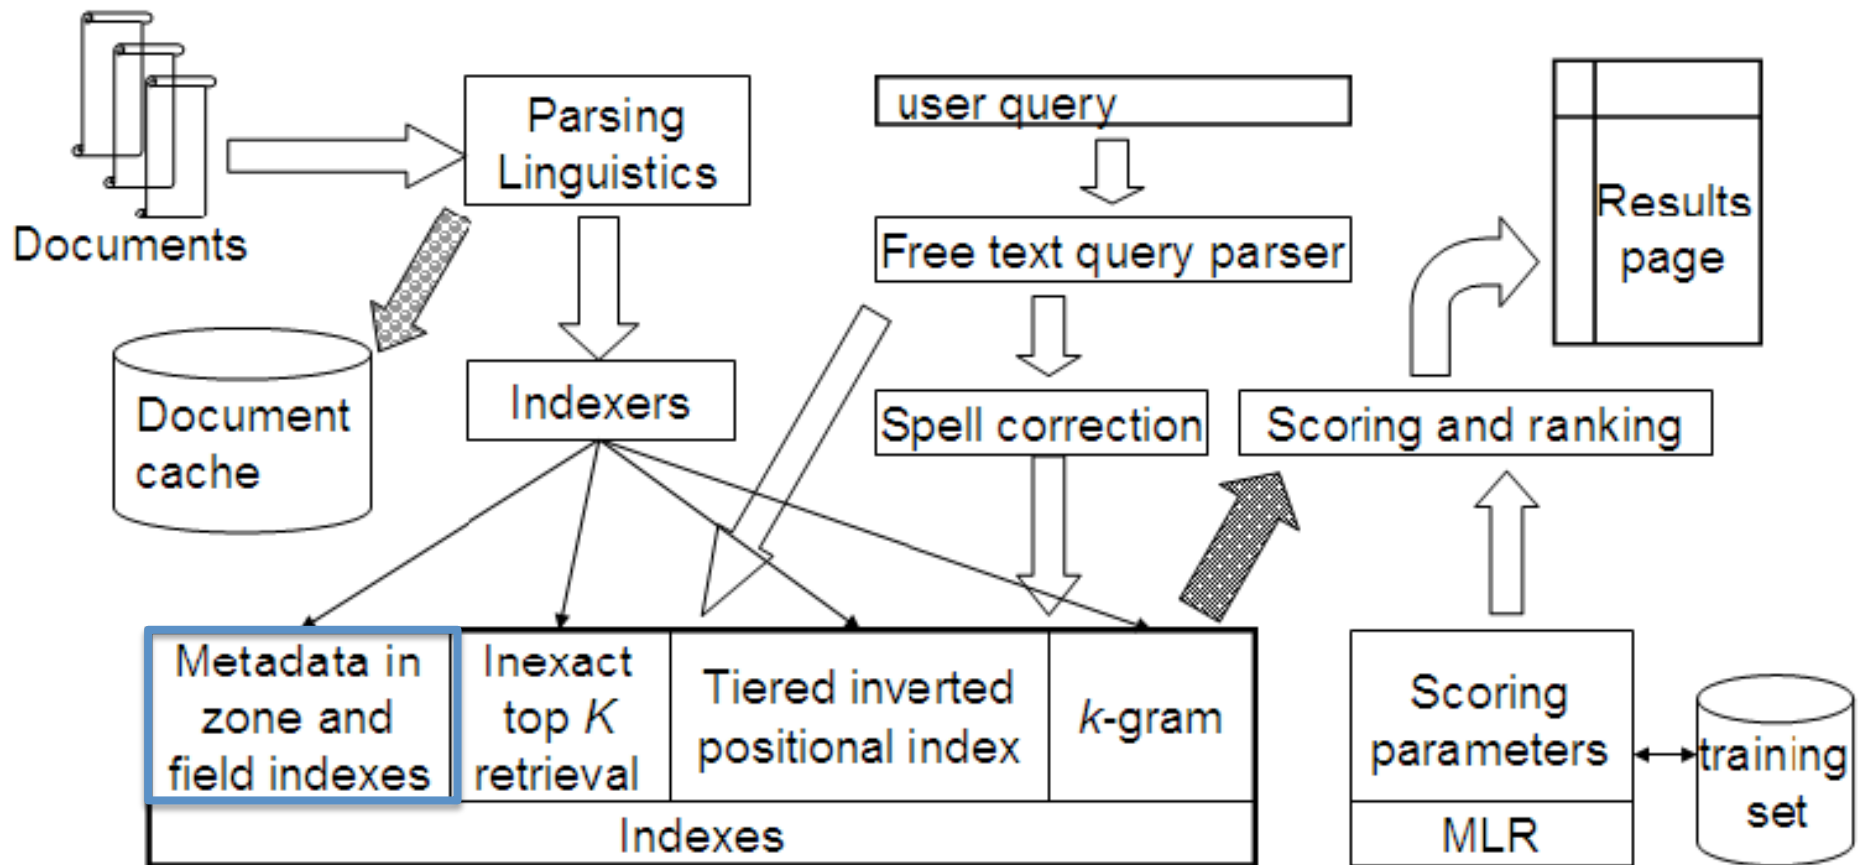 Documents
Parsing
Linguistics
user query
Free text query parser
Results
page
Document
cache
Indexers
Spell correction
Scoring and ranking
Metadata in
zone and
field indexes
Inexact
top K
retrieval
Tiered inverted
positional index
k-gram
Indexes
Scoring
parameters
MLR
training
set